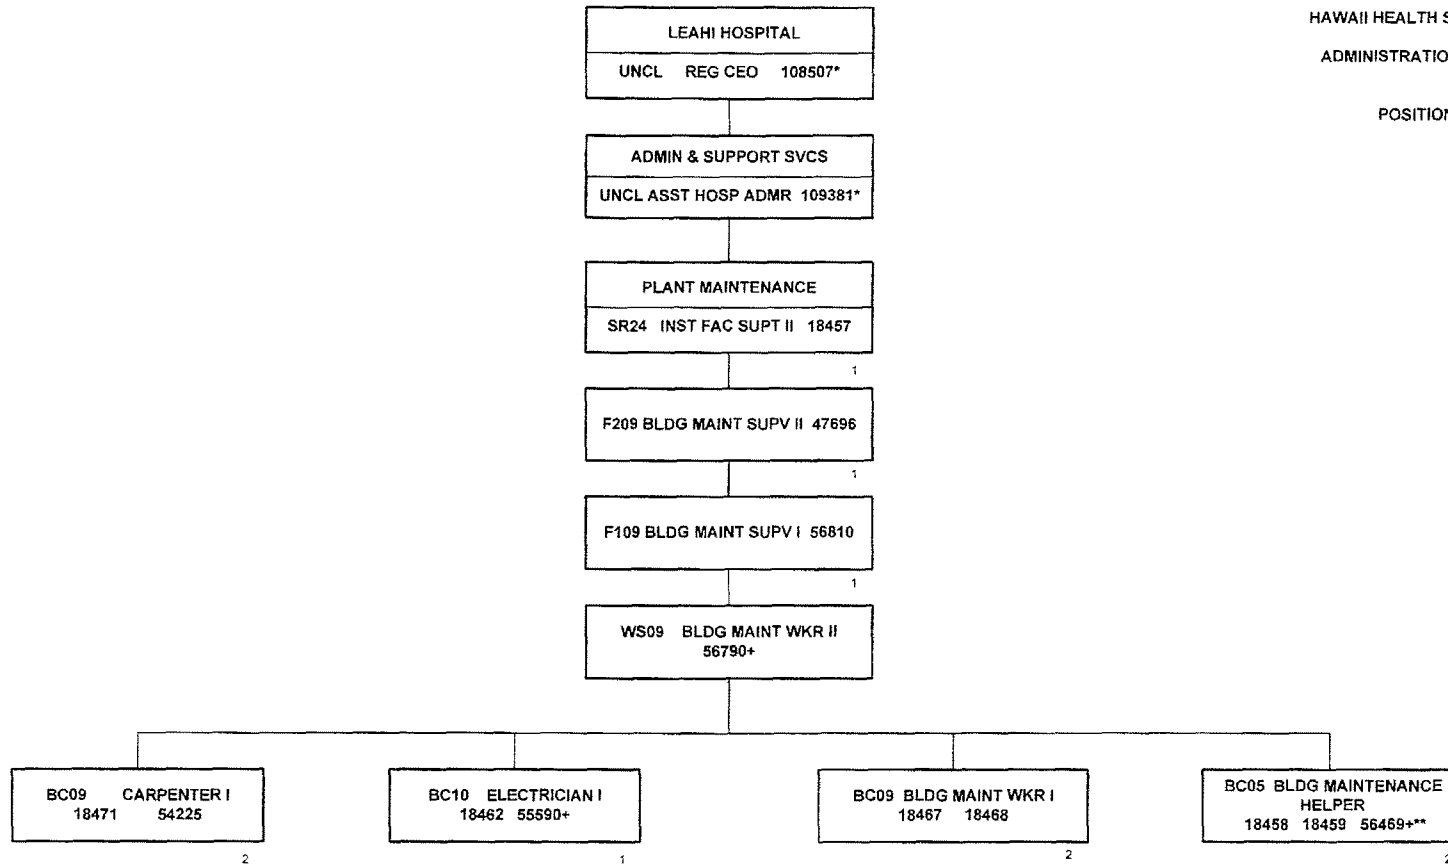 HAWAII HEALTH S
ADMINISTRATIO
POSITION
LEAHI HOSPITAL
UNCL REG CEO 108507*
ADMIN & SUPPORT SVCS
UNCL ASST HOSP ADMR 109381*
PLANT MAINTENANCE
SR24 INST FAC SUPT II 18457
1
F209 BLDG MAINT SUPV II 47696
1
F109 BLDG MAINT SUPV I 56810
1
WS09 BLDG MAINT WKR II
56790+
BC09 CARPENTER I
18471 54225
2
BC10 ELECTRICIAN I
18462 55590+
1
BC09 BLDG MAINT WKR I
18467 18468
2
BC05 BLDG MAINTENANCE
HELPER
18458 18459 56469+**
2